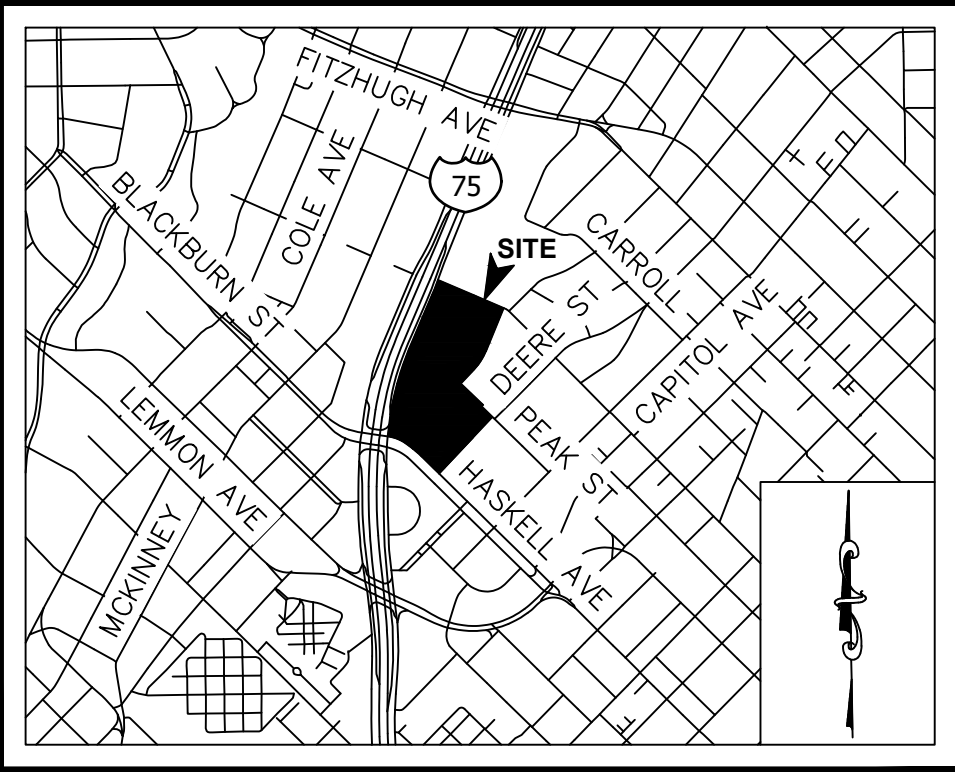 FITZHUGH AVE
COLE AVE
75
BLACKBURN ST
SITE
CARROLL
DEERE ST
CAPITOL AVE
LEMMON AVE
PEAK ST
HASKELL AVE
MCKINNEY